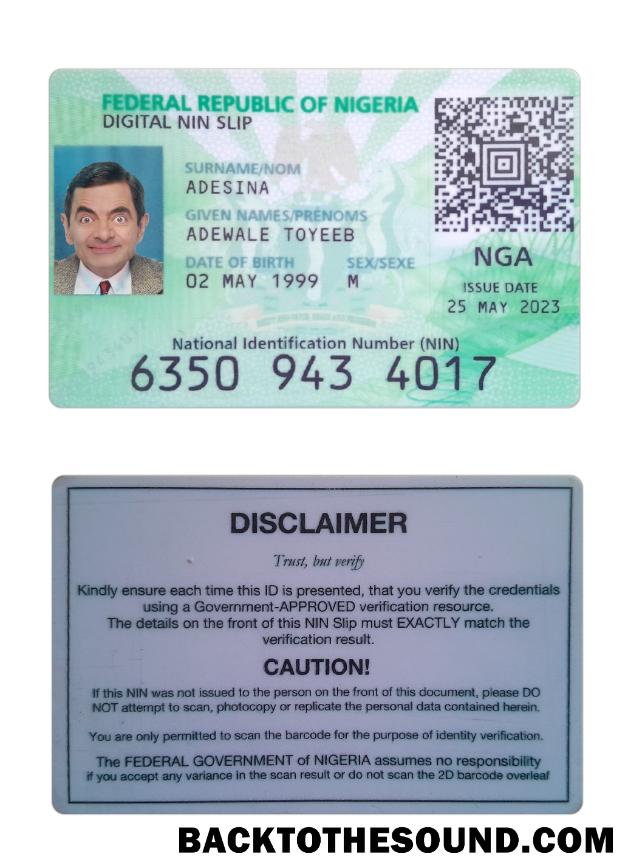 FEDERAL REPUBLIC OF NIGERIA
DIGITAL NIN SLIP
SURNAME/NOM
ADESINA
GIVEN NAMES/PRÉNOMS
ADEWALE TOYEEB
DATE OF BIRTH SEX/SEXE
02 MAY 1999 M
NGA
ISSUE DATE
25 MAY 2023
National Identification Number (NIN)
6350 943 4017
DISCLAIMER
Trust, but verify
Kindly ensure each time this ID is presented, that you verify the credentials
using a Government-APPROVED verification resource.
The details on the front of this NIN Slip must EXACTLY match the
verification result.
CAUTION!
If this NIN was not issued to the person on the front of this document, please DO
NOT attempt to scan, photocopy or replicate the personal data contained herein.
You are only permitted to scan the barcode for the purpose of identity verification.
The FEDERAL GOVERNMENT of NIGERIA assumes no responsibility
if you accept any variance in the scan result or do not scan the 2D barcode overleaf
BACKTOTHESOUND.COM